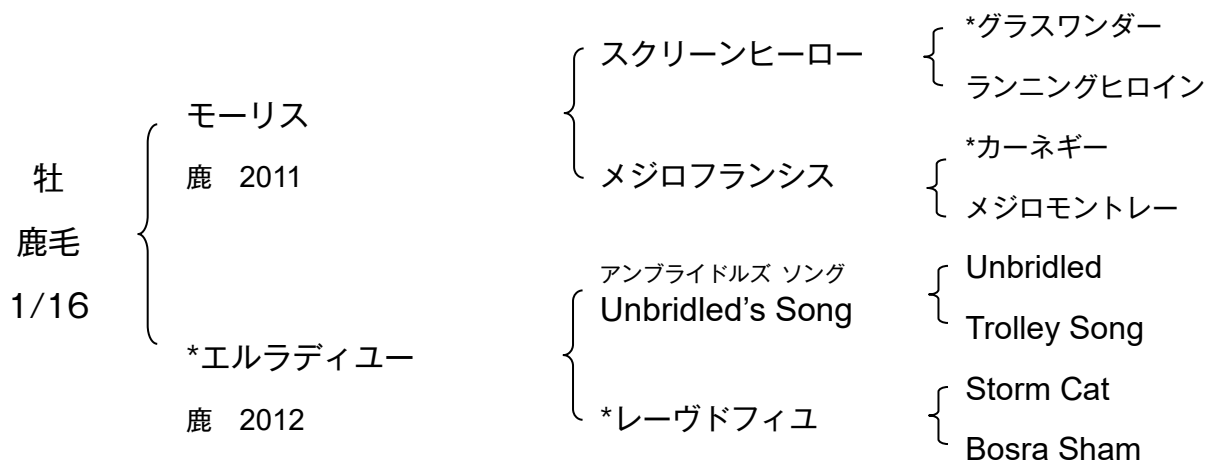 牡
鹿毛
1/16
モーリス
鹿 2011
*エルラディユー
鹿 2012
スクリーンヒーロー
メジロフランシス
アンブライドルズ ソング
Unbridled's Song
*レーヴドフィユ
*グラスワンダー
ランニングヒロイン
*カーネギー
メジロモントレー
Unbridled
Trolley Song
Storm Cat
Bosra Sham